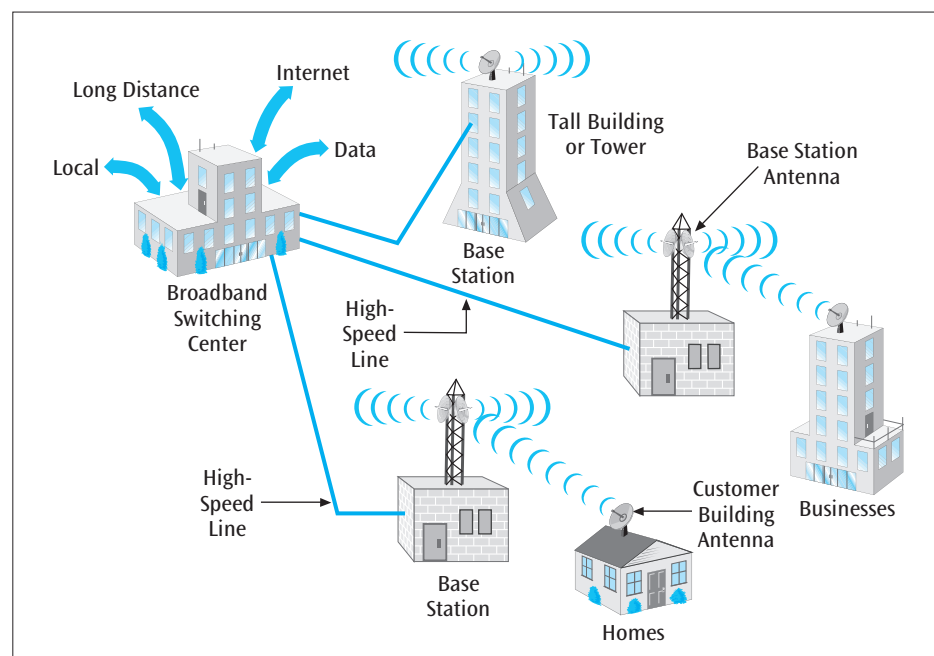 Internet
Long Distance
Local
Data
Tall Building
or Tower
Base Station
Antenna
Base
Station
Broadband
Switching
Center
High-
Speed
Line
High-
Speed
Line
Customer
Building
Antenna
Businesses
Base
Station
Homes